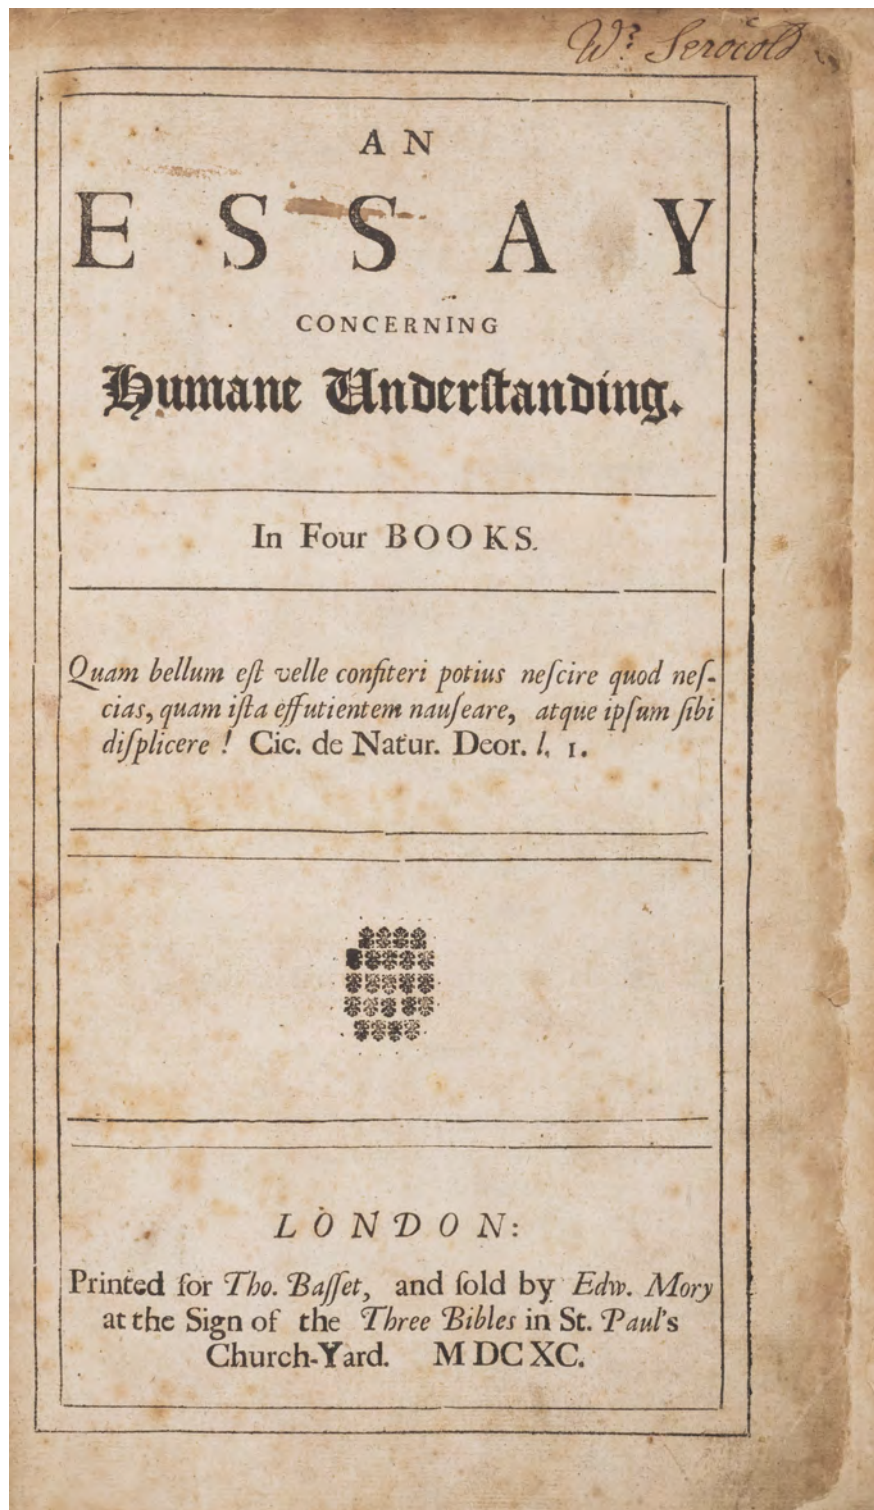 Wm Serocold
AN
ESSAY
CONCERNING
Humane Underſtanding.
In Four BOOKS.
Quam bellum eſt velle confiteri potius neſcire quod neſ-
cias, quam iſta effutientem nauſeare, atque ipſum ſibi
diſplicere ! Cic. de Natur. Deor. l. 1.
LONDON:
Printed for Tho. Baſſet, and ſold by Edw. Mory
at the Sign of the Three Bibles in St. Paul's
Church-Yard. MDCXC.